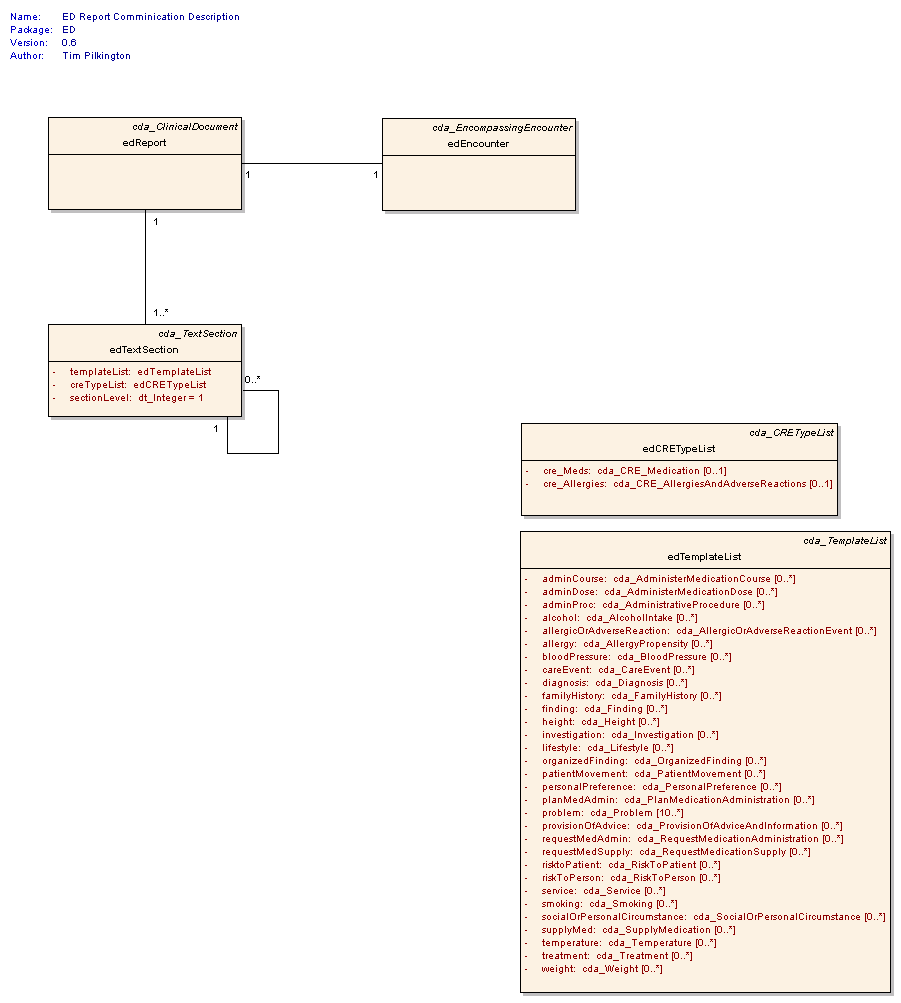 Name: ED Report Comminication Description
Package: ED
Version: 0.6
Author: Tim Pilkington
cda_ClinicalDocument
edReport
cda_EncompassingEncounter
edEncounter
1
1
1
1..*
cda_TextSection
edTextSection
- templateList: edTemplateList
- creTypeList: edCRETypeList
- sectionLevel: dt_Integer = 1
0..*
1
cda_CRETypeList
edCRETypeList
- cre_Meds: cda_CRE_Medication [0..1]
- cre_Allergies: cda_CRE_AllergiesAndAdverseReactions [0..1]
cda_TemplateList
edTemplateList
- adminCourse: cda_AdministerMedicationCourse [0..*]
- adminDose: cda_AdministerMedicationDose [0..*]
- adminProc: cda_AdministrativeProcedure [0..*]
- alcohol: cda_AlcoholIntake [0..*]
- allergicOrAdverseReaction: cda_AllergicOrAdverseReactionEvent [0..*]
- allergy: cda_AllergyPropensity [0..*]
- bloodPressure: cda_BloodPressure [0..*]
- careEvent: cda_CareEvent [0..*]
- diagnosis: cda_Diagnosis [0..*]
- familyHistory: cda_FamilyHistory [0..*]
- finding: cda_Finding [0..*]
- height: cda_Height [0..*]
- investigation: cda_Investigation [0..*]
- lifestyle: cda_Lifestyle [0..*]
- organizedFinding: cda_OrganizedFinding [0..*]
- patientMovement: cda_PatientMovement [0..*]
- personalPreference: cda_PersonalPreference [0..*]
- planMedAdmin: cda_PlanMedicationAdministration [0..*]
- problem: cda_Problem [10..*]
- provisionOfAdvice: cda_ProvisionOfAdviceAndInformation [0..*]
- requestMedAdmin: cda_RequestMedicationAdministration [0..*]
- requestMedSupply: cda_RequestMedicationSupply [0..*]
- risktoPatient: cda_RiskToPatient [0..*]
- riskToPerson: cda_RiskToPerson [0..*]
- service: cda_Service [0..*]
- smoking: cda_Smoking [0..*]
- socialOrPersonalCircumstance: cda_SocialOrPersonalCircumstance [0..*]
- supplyMed: cda_SupplyMedication [0..*]
- temperature: cda_Temperature [0..*]
- treatment: cda_Treatment [0..*]
- weight: cda_Weight [0..*]